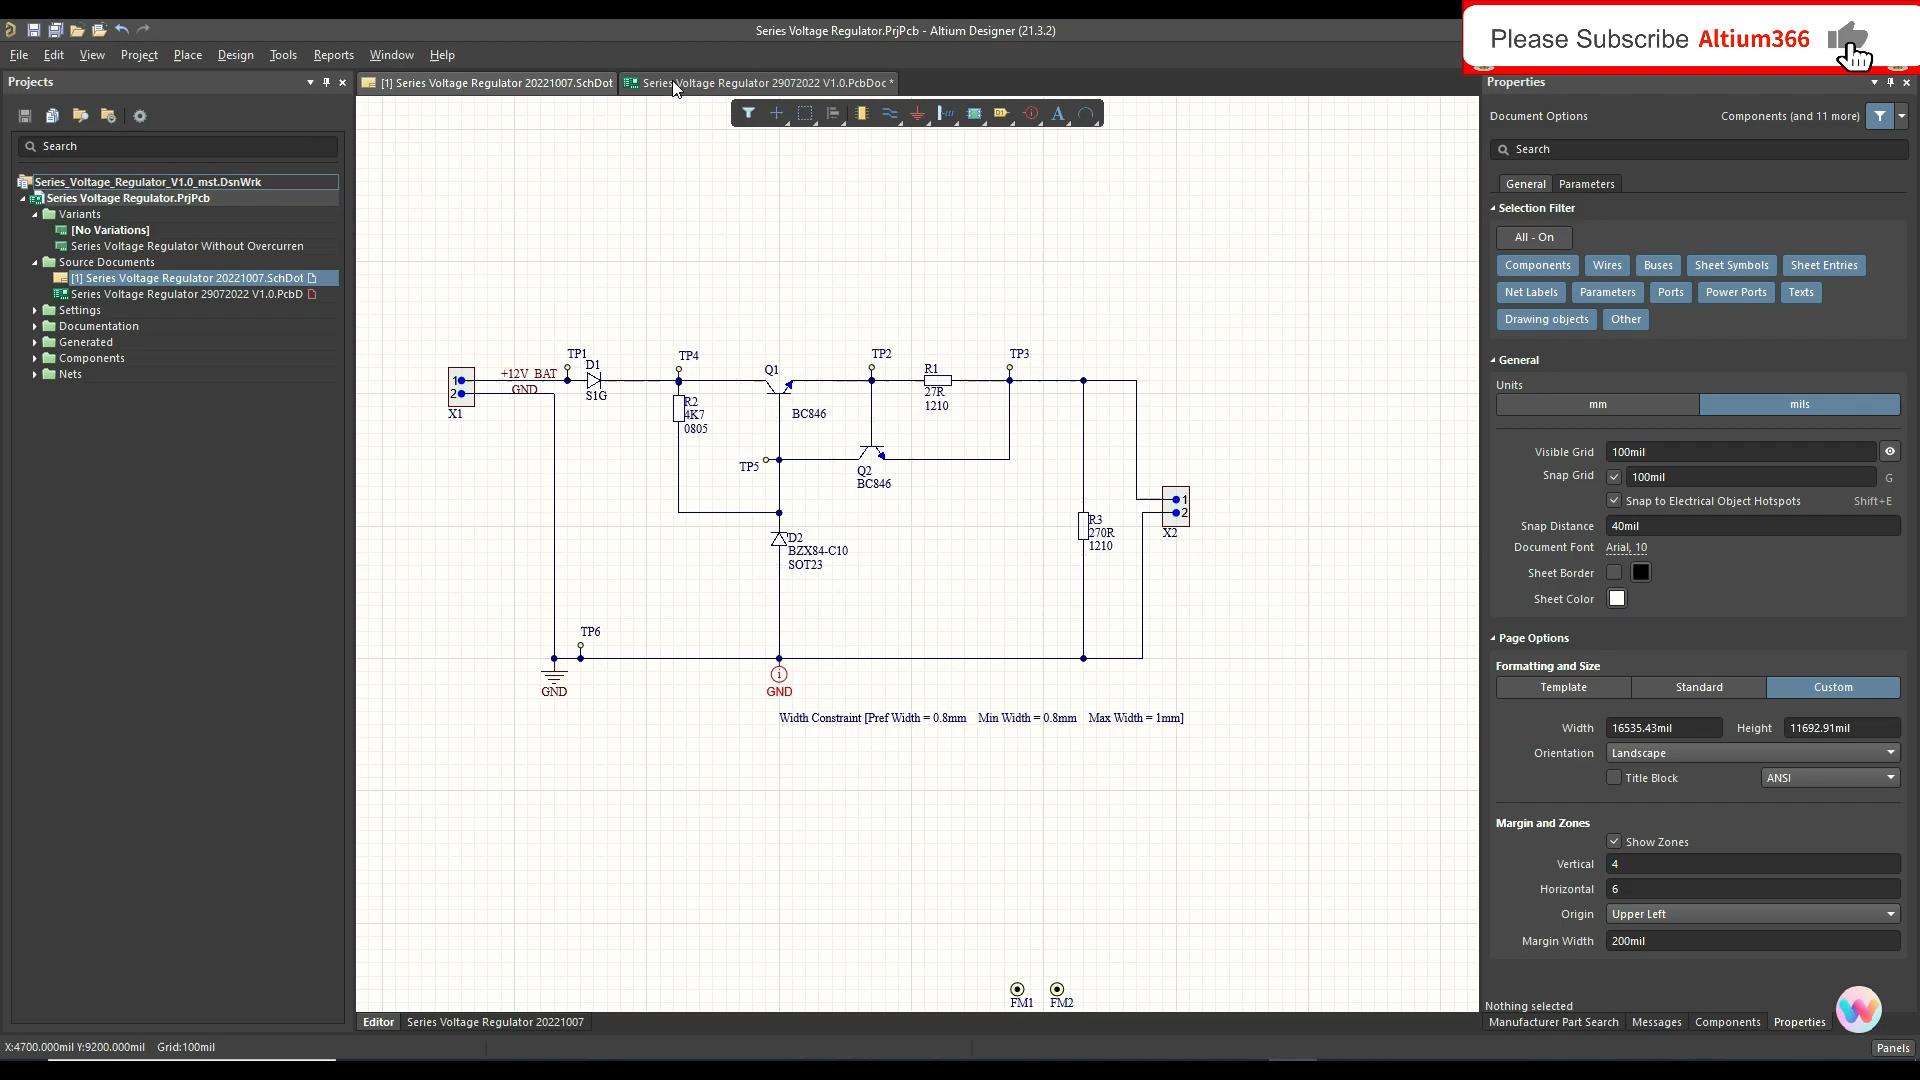 Series Voltage Regulator.PrjPcb - Altium Designer (21.3.2)
Please Subscribe Altium366
File Edit View Project Place Design Tools Reports Window Help
Projects
[1] Series Voltage Regulator 20221007.SchDot
Series Voltage Regulator 29072022 V1.0.PcbDoc *
Properties
Document Options
Components (and 11 more)
Search
Search
Series_Voltage_Regulator_V1.0_mst.DsnWrk
Series Voltage Regulator.PrjPcb
Variants
[No Variations]
Series Voltage Regulator Without Overcurren
Source Documents
[1] Series Voltage Regulator 20221007.SchDot
Series Voltage Regulator 29072022 V1.0.PcbD
Settings
Documentation
Generated
Components
Nets
TP1
D1
S1G
+12V BAT
GND
1
2
X1
TP4
R2
4K7
0805
Q1
BC846
TP2
R1
27R
1210
TP3
TP5
Q2
BC846
D2
BZX84-C10
SOT23
R3
270R
1210
1
2
X2
TP6
GND
i
GND
Width Constraint [Pref Width = 0.8mm Min Width = 0.8mm Max Width = 1mm]
FM1
FM2
Editor Series Voltage Regulator 20221007
X:4700.000mil Y:9200.000mil Grid:100mil
General Parameters
Selection Filter
All - On
Components Wires Buses Sheet Symbols Sheet Entries
Net Labels Parameters Ports Power Ports Texts
Drawing objects Other
General
Units
mm mils
Visible Grid 100mil
Snap Grid 100mil G
Snap to Electrical Object Hotspots Shift+E
Snap Distance 40mil
Document Font Arial, 10
Sheet Border
Sheet Color
Page Options
Formatting and Size
Template Standard Custom
Width 16535.43mil Height 11692.91mil
Orientation Landscape
Title Block ANSI
Margin and Zones
Show Zones
Vertical 4
Horizontal 6
Origin Upper Left
Margin Width 200mil
Nothing selected
Manufacturer Part Search Messages Components Properties
Panels